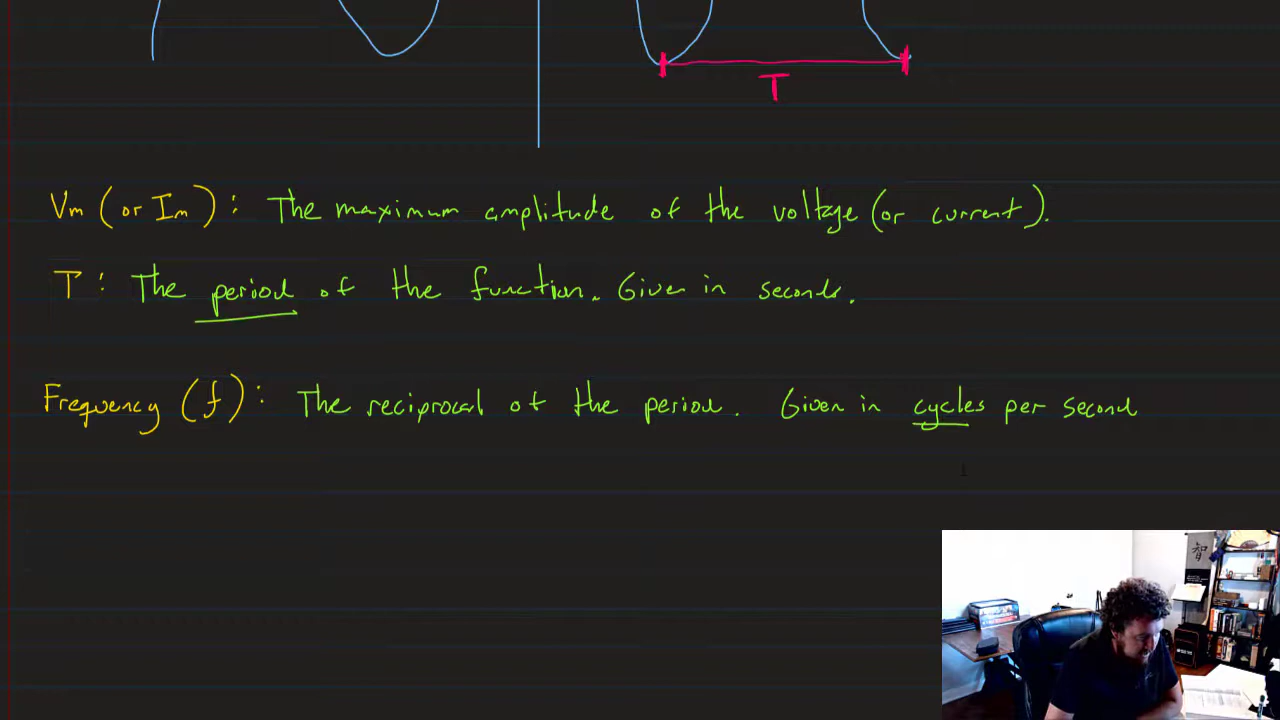 T
Vm (or Im): The maximum amplitude of the voltage (or current).
T: The period of the function. Given in seconds.
Frequency (f): The reciprocal of the period. Given in cycles per second
智